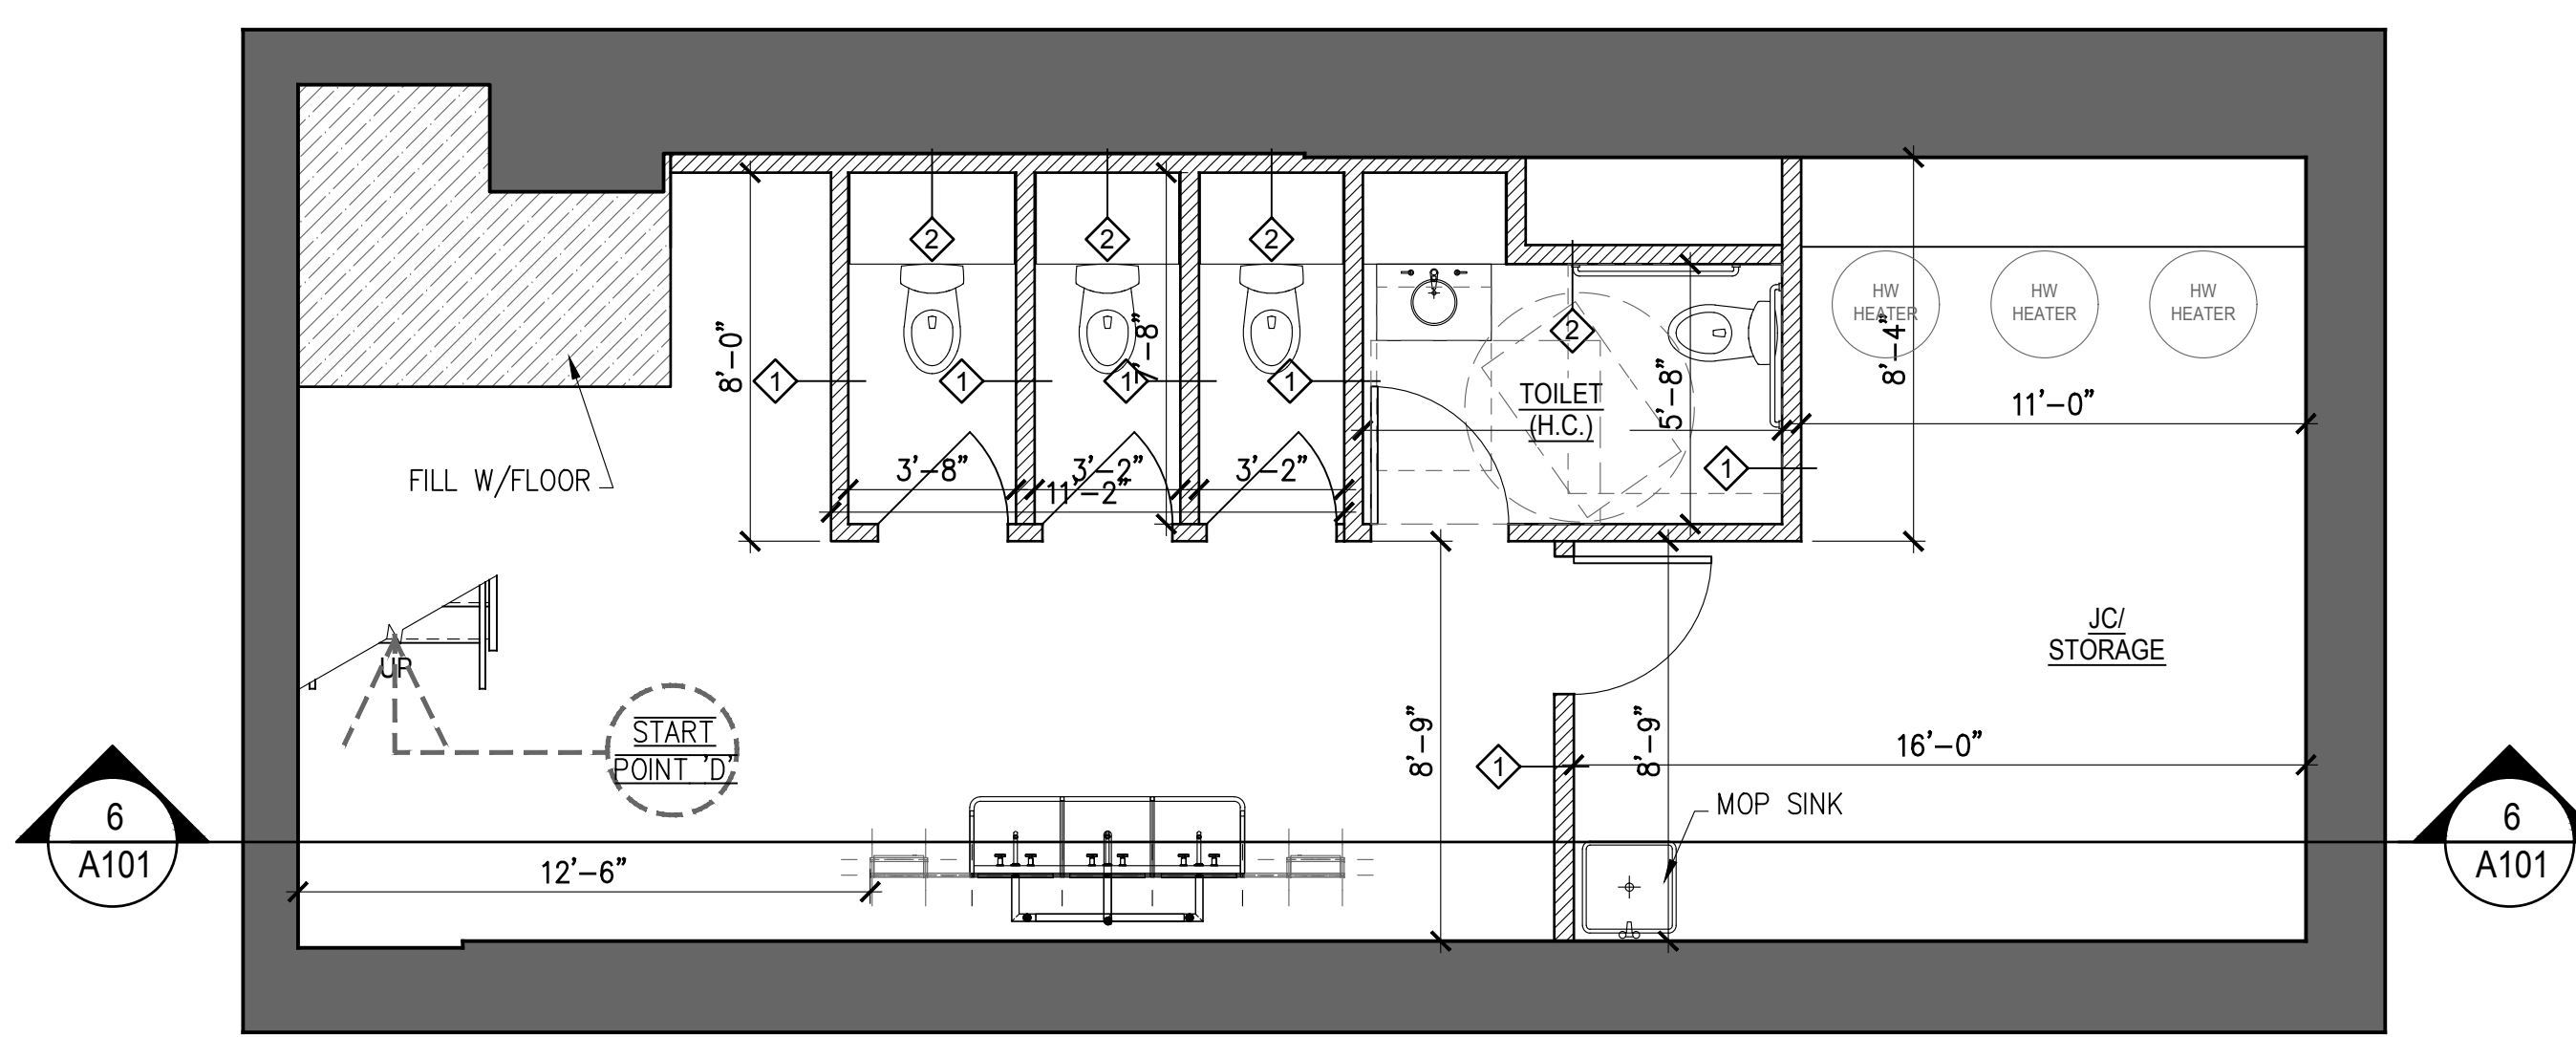 2
2
2
HW
HEATER
HW
HEATER
HW
HEATER
8'-0"
7'-8"
2
8'-4"
1
1
1
1
TOILET
(H.C.)
5'-8"
11'-0"
FILL W/FLOOR
3'-8"
3'-2"
3'-2"
11'-2"
1
JC/
STORAGE
UP
START
POINT 'D'
8'-9"
8'-9"
16'-0"
1
MOP SINK
6
A101
12'-6"
6
A101